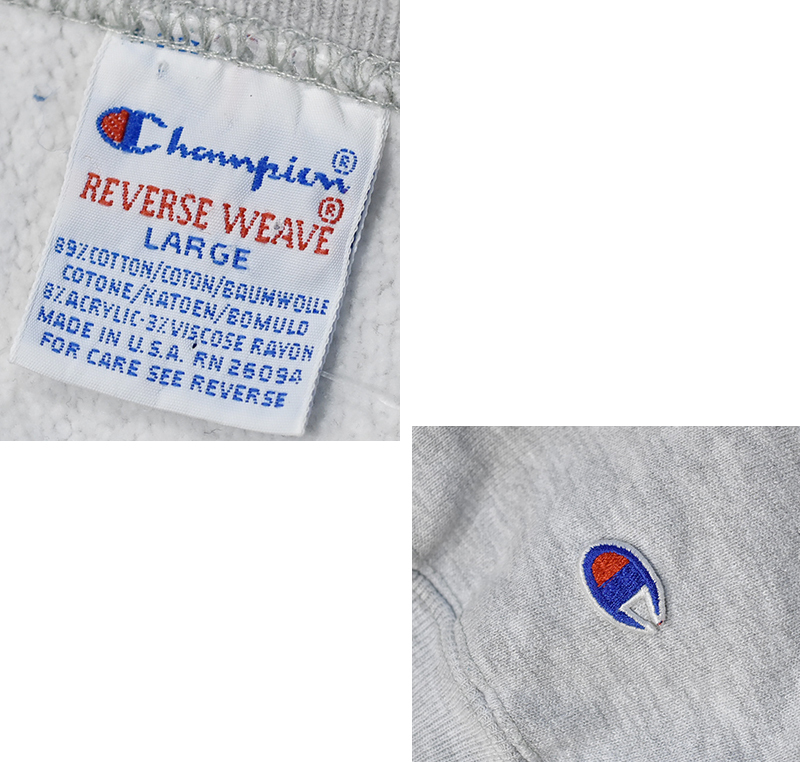 Champion®
REVERSE WEAVE®
LARGE
89%COTTON/COTON/BAUMWOLLE
COTONE/KATOEN/BOMULD
8%ACRYLIC-3%VISCOSE RAYON
MADE IN U.S.A. RN 26094
FOR CARE SEE REVERSE